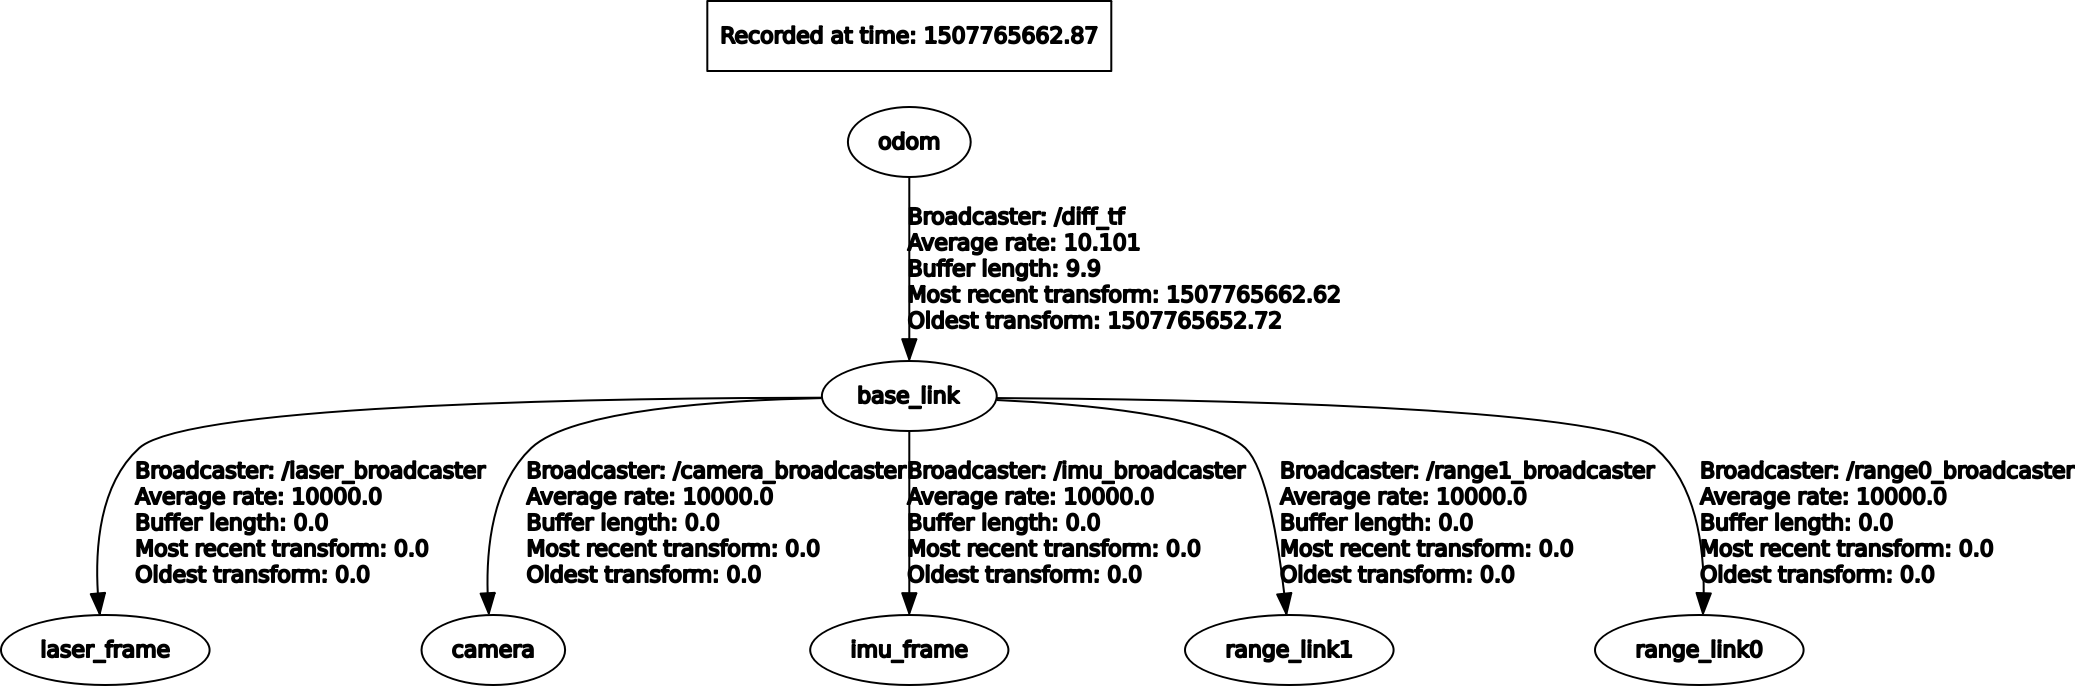 Recorded at time: 1507765662.87
odom
Broadcaster: /diff_tf
Average rate: 10.101
Buffer length: 9.9
Most recent transform: 1507765662.62
Oldest transform: 1507765652.72
base_link
Broadcaster: /laser_broadcaster
Average rate: 10000.0
Buffer length: 0.0
Most recent transform: 0.0
Oldest transform: 0.0
Broadcaster: /camera_broadcaster
Average rate: 10000.0
Buffer length: 0.0
Most recent transform: 0.0
Oldest transform: 0.0
Broadcaster: /imu_broadcaster
Average rate: 10000.0
Buffer length: 0.0
Most recent transform: 0.0
Oldest transform: 0.0
Broadcaster: /range1_broadcaster
Average rate: 10000.0
Buffer length: 0.0
Most recent transform: 0.0
Oldest transform: 0.0
Broadcaster: /range0_broadcaster
Average rate: 10000.0
Buffer length: 0.0
Most recent transform: 0.0
Oldest transform: 0.0
laser_frame
camera
imu_frame
range_link1
range_link0